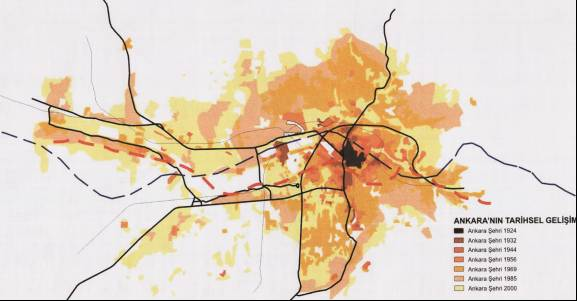 ANKARA'NIN TARİHSEL GELİŞİM
Ankara Şehri 1924
Ankara Şehri 1932
Ankara Şehri 1944
Ankara Şehri 1956
Ankara Şehri 1969
Ankara Şehri 1985
Ankara Şehri 2000